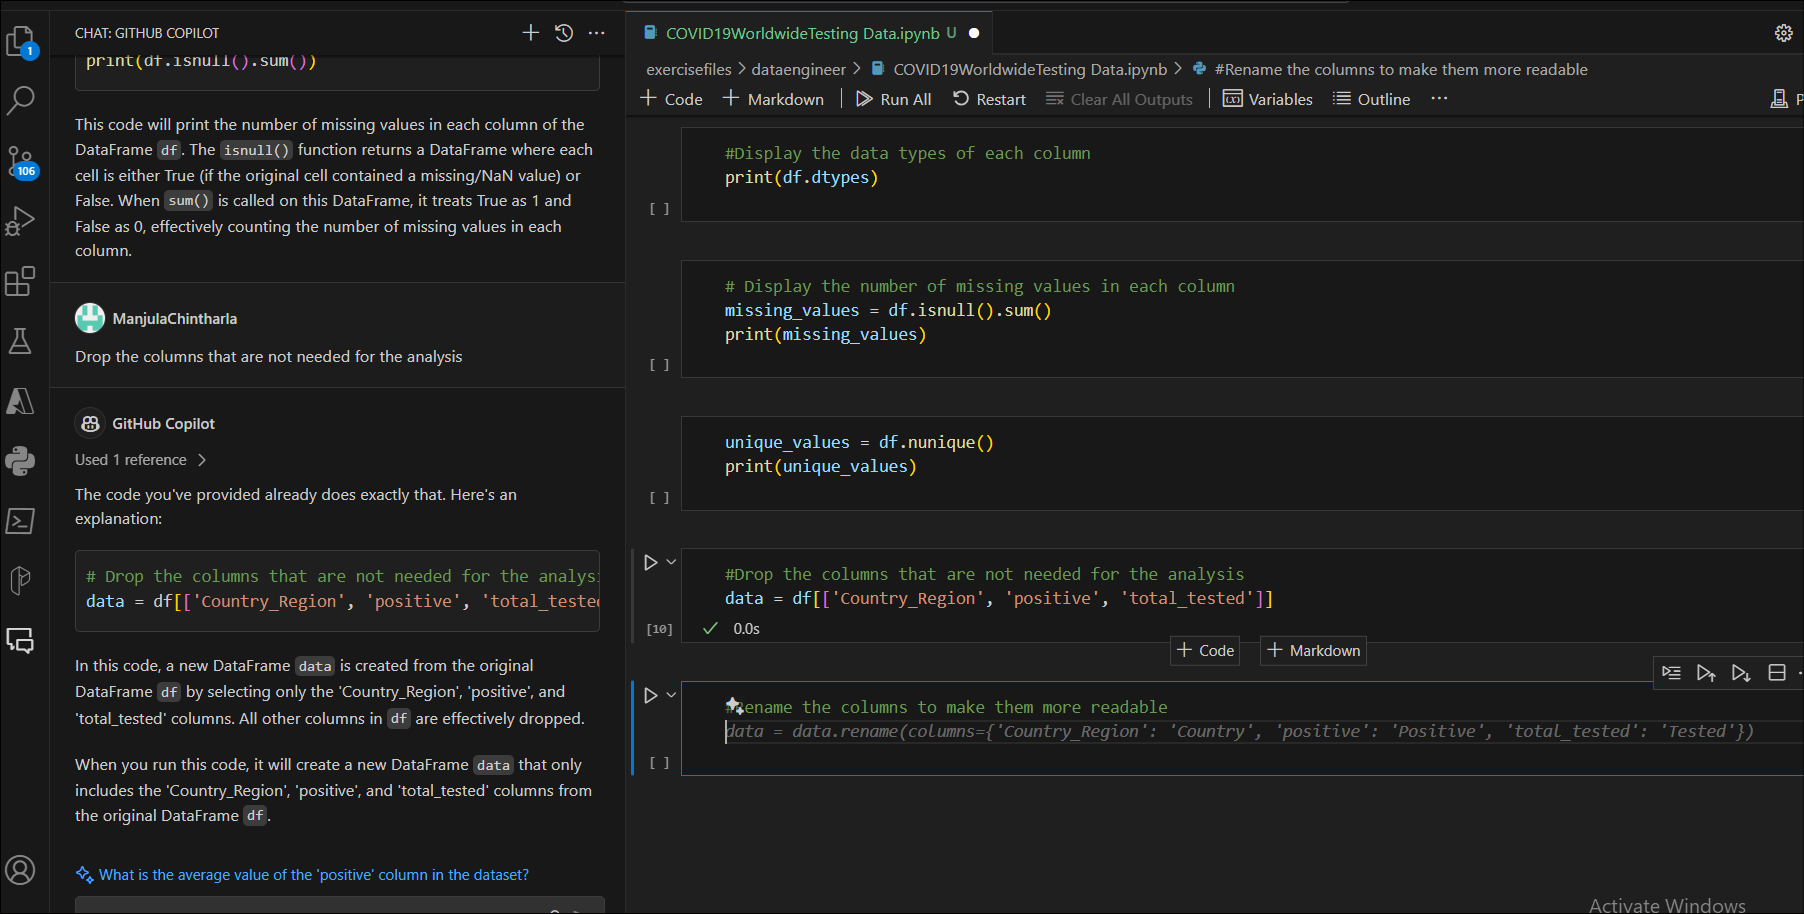 CHAT: GITHUB COPILOT
print(df.isnull().sum())
This code will print the number of missing values in each column of the
DataFrame df. The isnull() function returns a DataFrame where each
cell is either True (if the original cell contained a missing/NaN value) or
False. When sum() is called on this DataFrame, it treats True as 1 and
False as 0, effectively counting the number of missing values in each
column.
ManjulaChintharla
Drop the columns that are not needed for the analysis
GitHub Copilot
Used 1 reference
The code you've provided already does exactly that. Here's an
explanation:
# Drop the columns that are not needed for the analysi
data = df[['Country_Region', 'positive', 'total_tested
In this code, a new DataFrame data is created from the original
DataFrame df by selecting only the 'Country_Region', 'positive', and
'total_tested' columns. All other columns in df are effectively dropped.
When you run this code, it will create a new DataFrame data that only
includes the 'Country_Region', 'positive', and 'total_tested' columns from
the original DataFrame df.
What is the average value of the 'positive' column in the dataset?
1
106
COVID19WorldwideTesting Data.ipynb U
exercisefiles > dataengineer > COVID19WorldwideTesting Data.ipynb > #Rename the columns to make them more readable
+ Code + Markdown Run All Restart Clear All Outputs Variables Outline ... P
#Display the data types of each column
print(df.dtypes)
[ ]
# Display the number of missing values in each column
missing_values = df.isnull().sum()
print(missing_values)
[ ]
unique_values = df.nunique()
print(unique_values)
[ ]
#Drop the columns that are not needed for the analysis
data = df[['Country_Region', 'positive', 'total_tested']]
[10] 0.0s
+ Code + Markdown
#Rename the columns to make them more readable
data = data.rename(columns={'Country_Region': 'Country', 'positive': 'Positive', 'total_tested': 'Tested'})
[ ]
Activate Windows